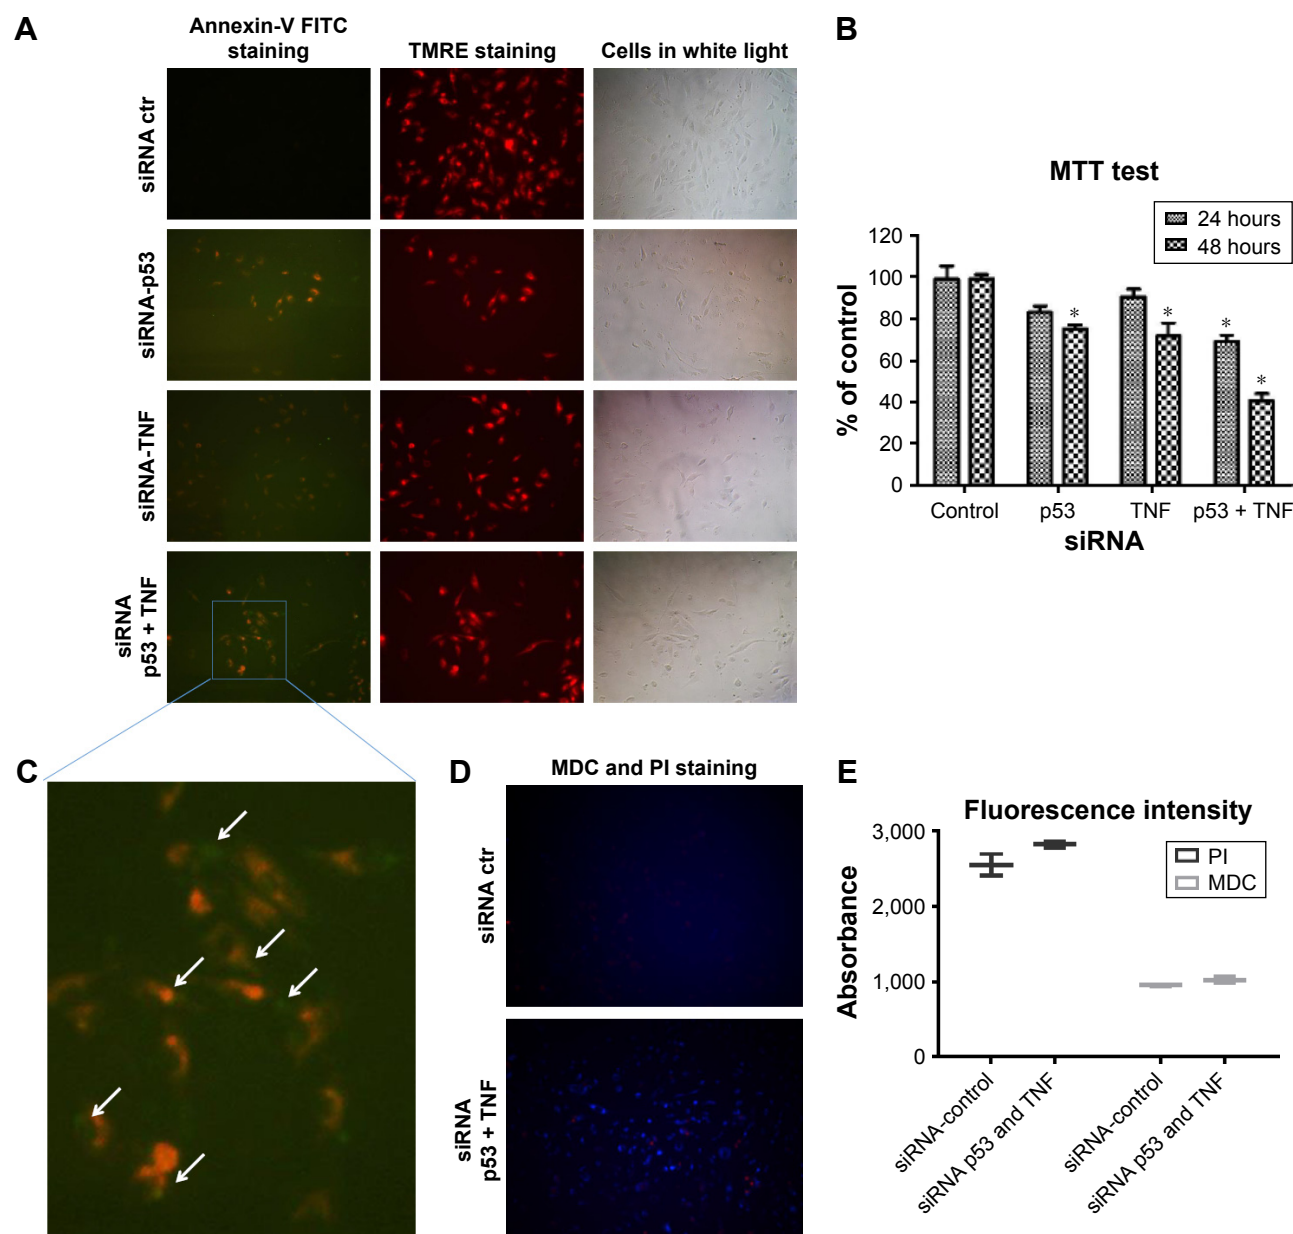 A
Annexin-V FITC
staining
TMRE staining
Cells in white light
siRNA ctr
siRNA-p53
siRNA-TNF
siRNA
p53 + TNF
B
MTT test
24 hours
48 hours
120
100
80
60
40
20
0
% of control
*
*
*
*
Control
p53
TNF
p53 + TNF
siRNA
C
D
MDC and PI staining
siRNA ctr
siRNA
p53 + TNF
E
Fluorescence intensity
PI
MDC
3,000
2,000
1,000
0
Absorbance
siRNA-control
siRNA p53 and TNF
siRNA-control
siRNA p53 and TNF